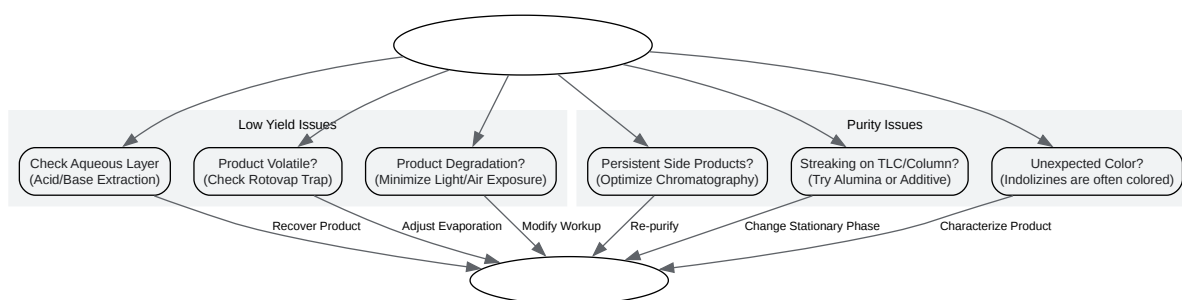 Low Yield Issues
Purity Issues
Check Aqueous Layer
(Acid/Base Extraction)
Product Volatile?
(Check Rotovap Trap)
Product Degradation?
(Minimize Light/Air Exposure)
Persistent Side Products?
(Optimize Chromatography)
Streaking on TLC/Column?
(Try Alumina or Additive)
Unexpected Color?
(Indolizines are often colored)
Recover Product
Adjust Evaporation
Modify Workup
Re-purify
Change Stationary Phase
Characterize Product